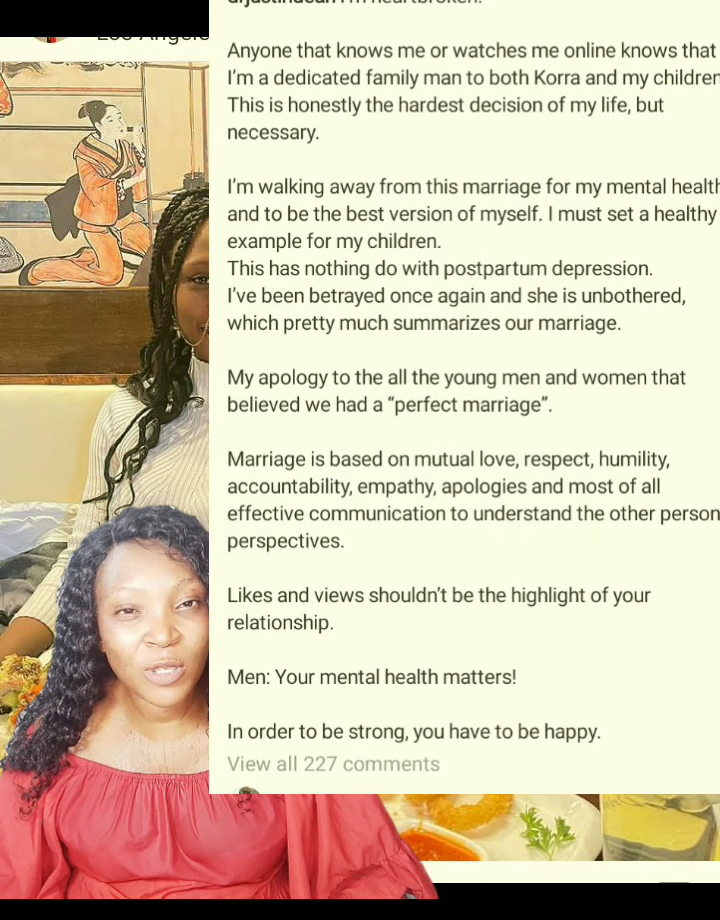 Anyone that knows me or watches me online knows that
I'm a dedicated family man to both Korra and my children
This is honestly the hardest decision of my life, but
necessary.
I'm walking away from this marriage for my mental health
and to be the best version of myself. I must set a healthy
example for my children.
This has nothing do with postpartum depression.
I've been betrayed once again and she is unbothered,
which pretty much summarizes our marriage.
My apology to the all the young men and women that
believed we had a “perfect marriage”.
Marriage is based on mutual love, respect, humility,
accountability, empathy, apologies and most of all
effective communication to understand the other person
perspectives.
Likes and views shouldn't be the highlight of your
relationship.
Men: Your mental health matters!
In order to be strong, you have to be happy.
View all 227 comments